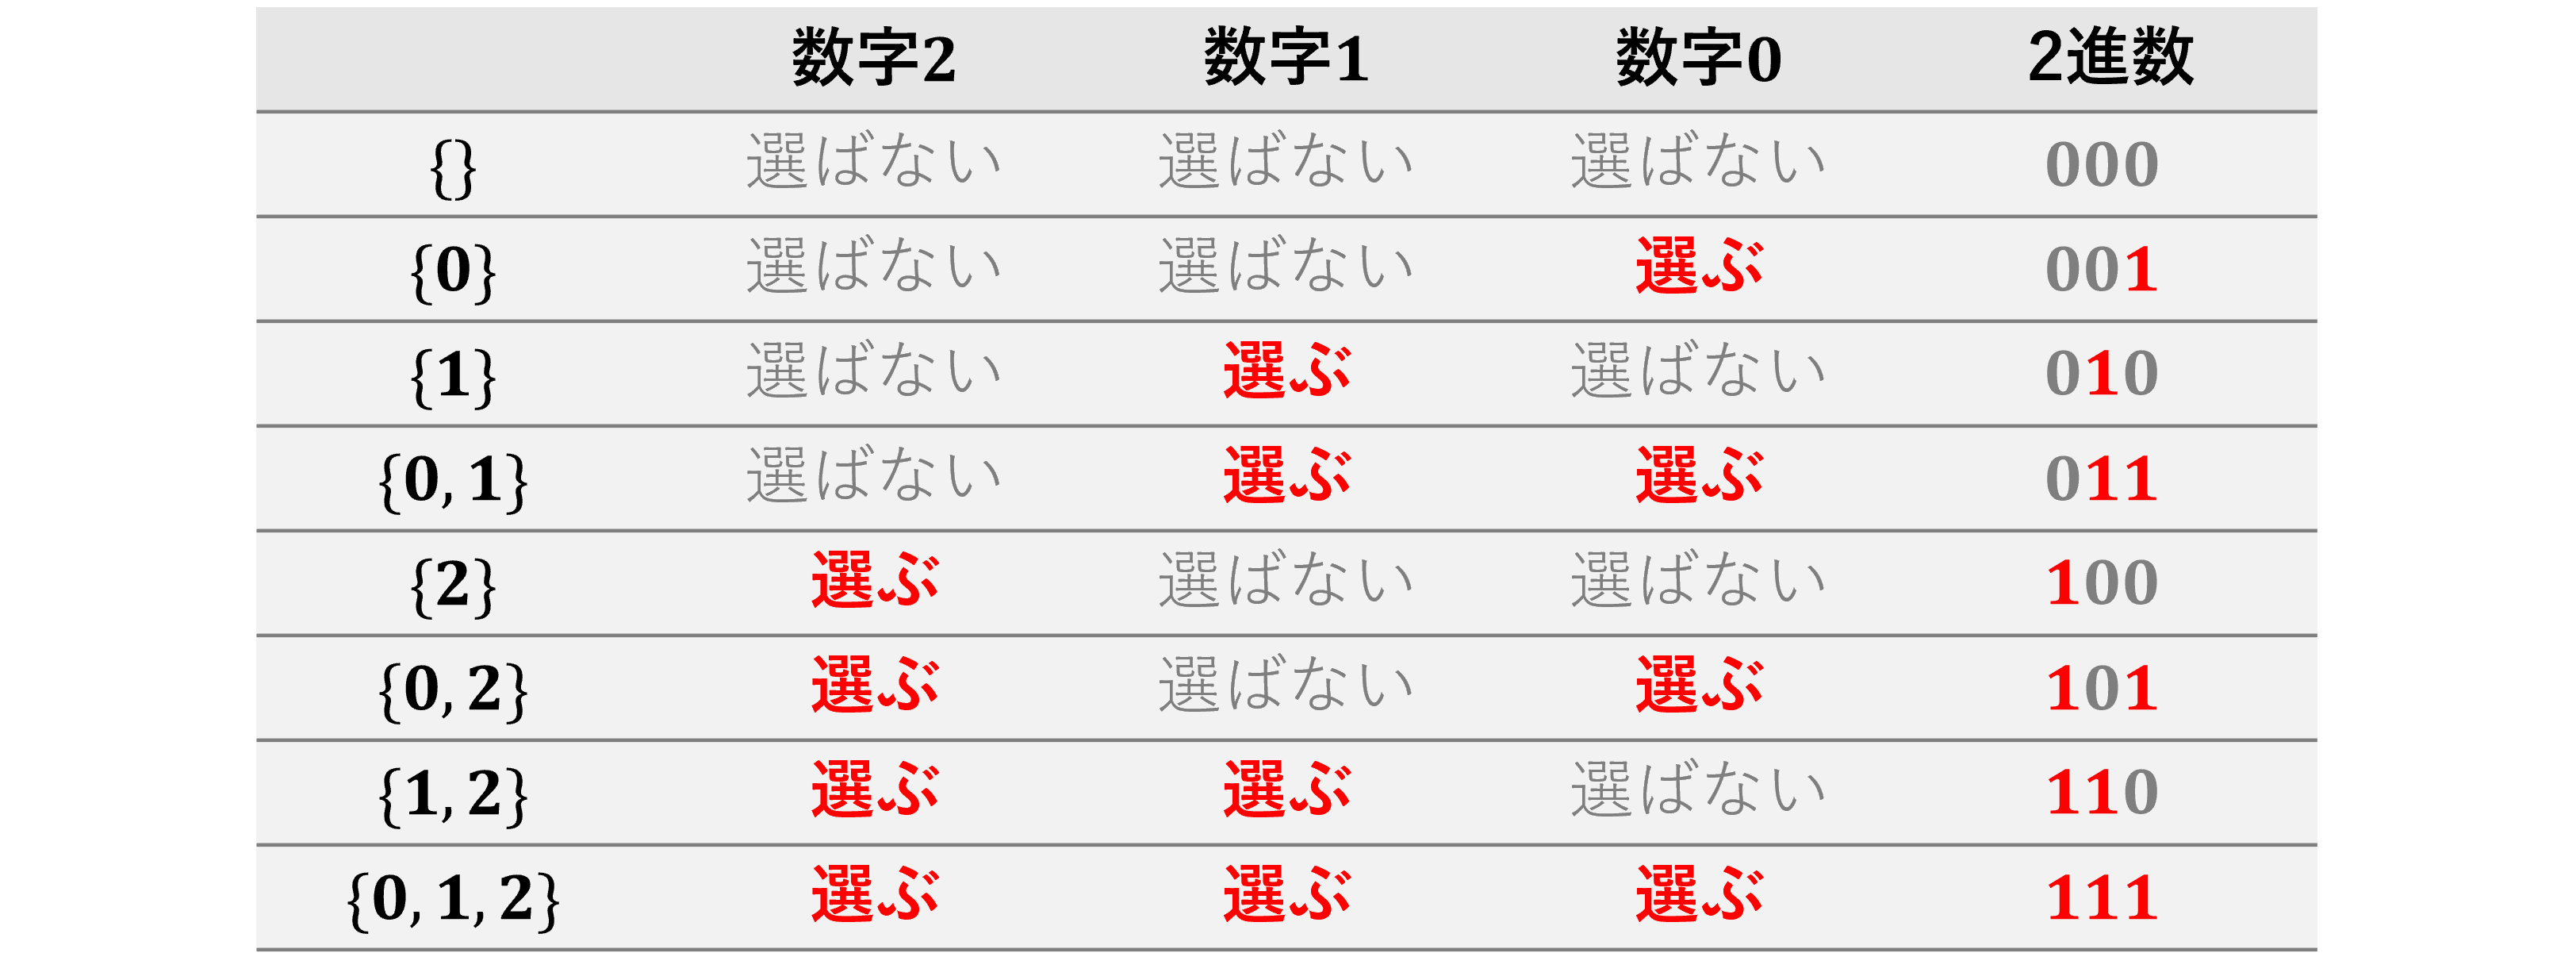 数字2 数字1 数字0 2進数
{} 選ばない 選ばない 選ばない 000
{0} 選ばない 選ばない 選ぶ 001
{1} 選ばない 選ぶ 選ばない 010
{0, 1} 選ばない 選ぶ 選ぶ 011
{2} 選ぶ 選ばない 選ばない 100
{0, 2} 選ぶ 選ばない 選ぶ 101
{1, 2} 選ぶ 選ぶ 選ばない 110
{0, 1, 2} 選ぶ 選ぶ 選ぶ 111